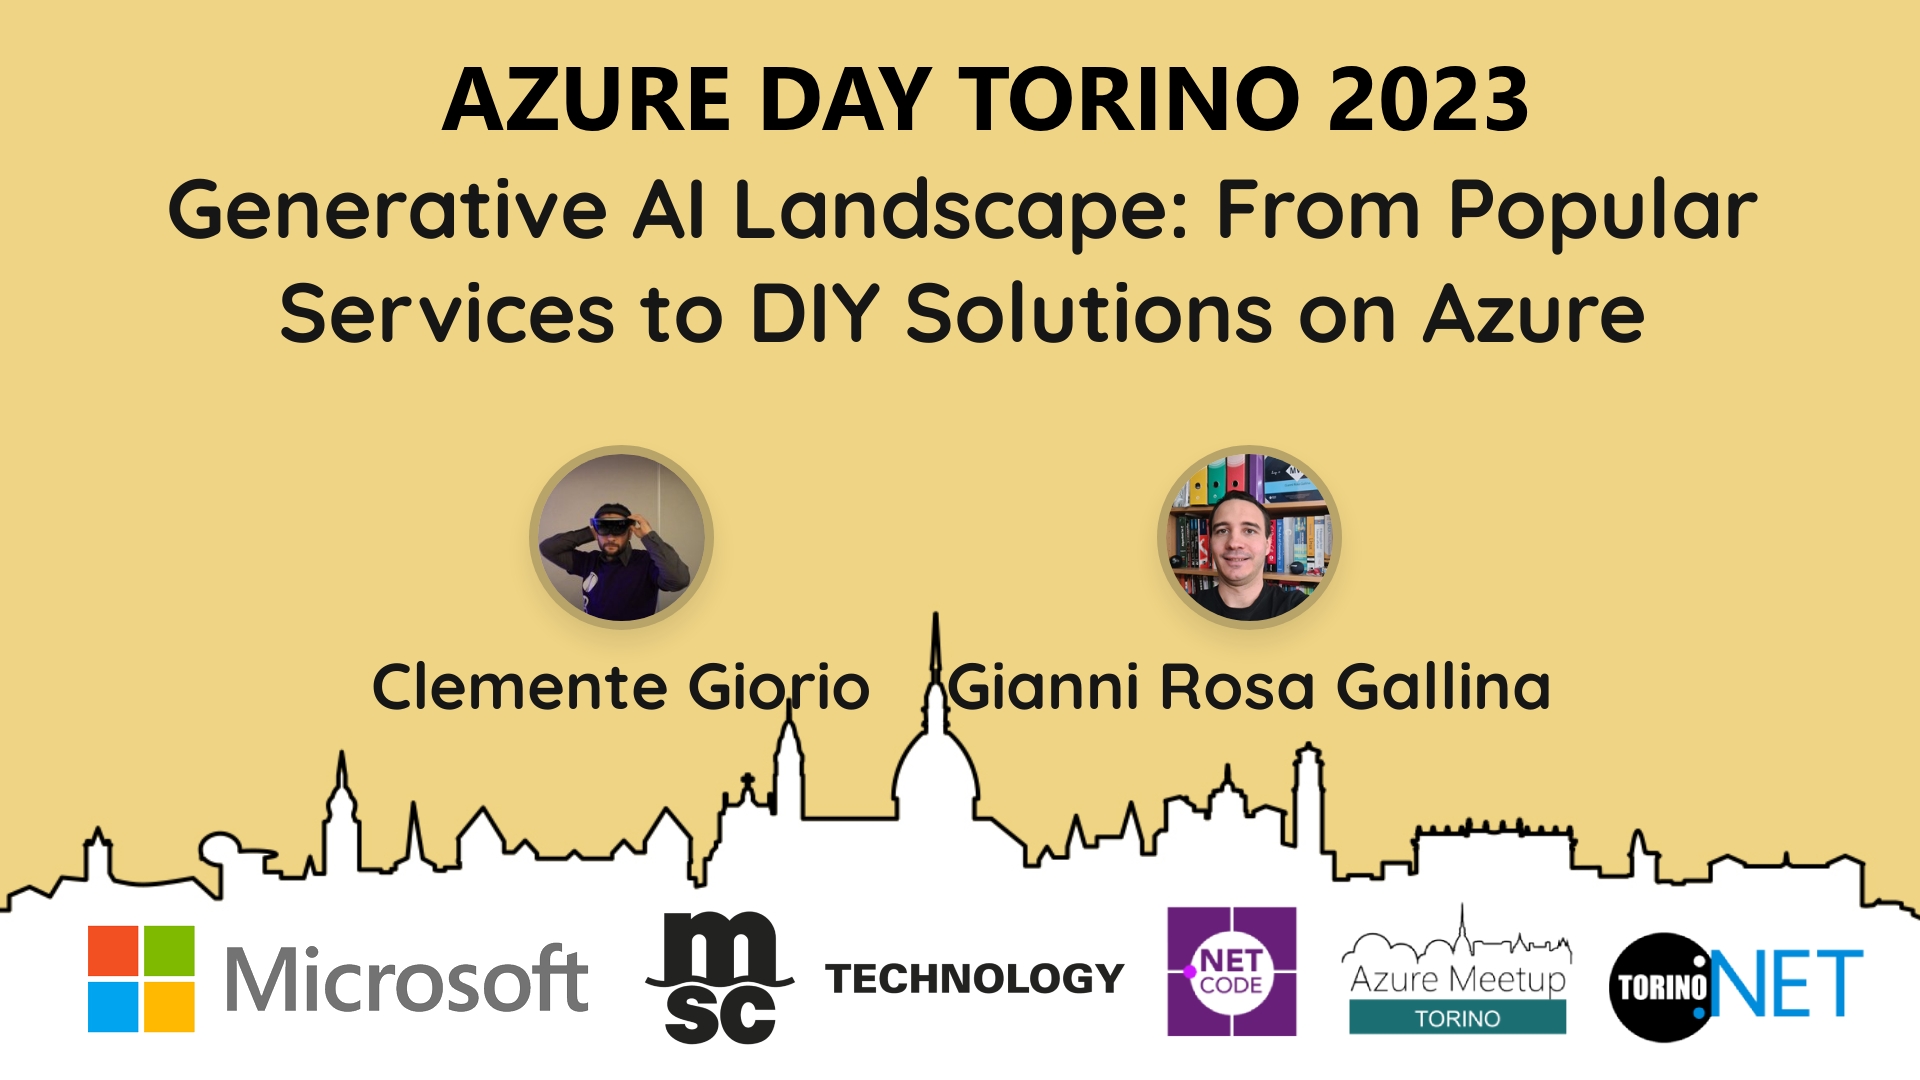 AZURE DAY TORINO 2023
Generative AI Landscape: From Popular
Services to DIY Solutions on Azure
Clemente Giorio
Gianni Rosa Gallina
Microsoft
msc TECHNOLOGY
NET
CODE
Azure Meetup
TORINO
TORINO.NET